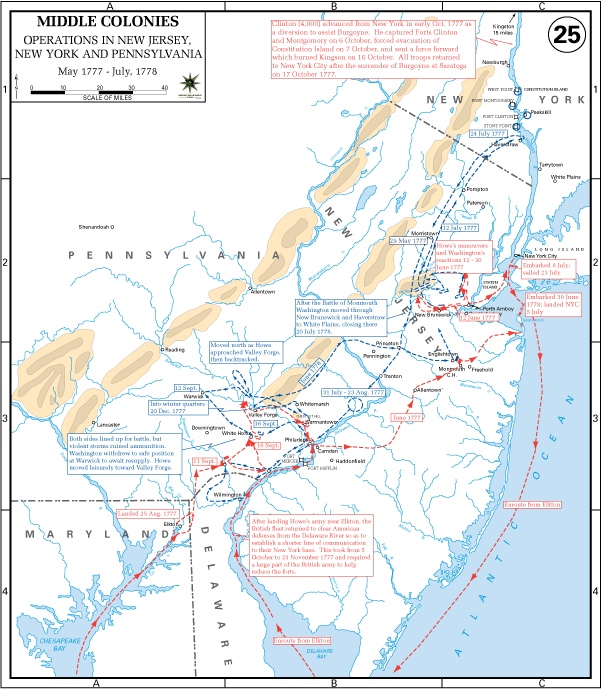 MIDDLE COLONIES
OPERATIONS IN NEW JERSEY,
NEW YORK AND PENNSYLVANIA
May 1777 - July, 1778
0 10 20 30 40
SCALE OF MILES
25
A
B
C
1
2
3
4
Clinton (4,000) advanced from New York in early Oct. 1777 as
a diversion to assist Burgoyne. He captured Forts Clinton
and Montgomery on 6 October, forced evacuation of
Constitution Island on 7 October, and sent a force forward
which burned Kingson on 16 October. All troops returned
to New York City after the surrender of Burgoyne at Saratoga
on 17 October 1777.
Kingston
15 miles
Newburgh
WEST POINT
CONSTITUTION ISLAND
NEW YORK
FORT MONTGOMERY
FORT CLINTON
Peekskill
STONY POINT
24 July 1777
Haverstraw
Tarrytown
White Plains
Pompton
Paterson
Shenandoah
PENNSYLVANIA
NEW JERSEY
Morristown
12 July 1777
29 May 1777
LONG ISLAND
New York City
Howe's maneuvers
and Washington's
reactions 12 - 30
June 1777
Embarked 8 July;
sailed 23 July
STATEN
ISLAND
Embarked 30 June
1778; landed NYC
5 July
Allentown
After the Battle of Monmouth
Washington moved through
New Brunswick and Haverstraw
to White Plains, closing there
20 July 1778.
New Brunswick
Perth Amboy
12 June 1777
Moved north as Howe
approached Valley Forge,
then backtracked.
Reading
Princeton
Pennington
Englishtown
Monmouth
C.H.
Freehold
Trenton
Allentown
12 Sept.
Warwick
31 July - 23 Aug. 1777
Into winter quarters
20 Dec. 1777
Valley Forge
Whitemarsh
Germantown
June 1777
Lancaster
Downingtown
White Horse
16 Sept.
Philadelphia
Camden
Haddonfield
Both sides lined up for battle, but
violent storms ruined ammunition.
Washington withdrew to safe position
at Warwick to await resupply. Howe
moved leisurely toward Valley Forge.
11 Sept.
FORT
MERCER
FORT MIFFLIN
Wilmington
Landed 25 Aug. 1777
Elkton
MARYLAND
DELAWARE
After landing Howe's army near Elkton, the
British fleet returned to clear American
defenses from the Delaware River so as to
establish a shorter line of communication
to their New York base. This took from 5
October to 23 November 1777 and required
a large part of the British army to help
reduce the forts.
Enroute from Elkton
ATLANTIC OCEAN
Enroute from Elkton
CHESAPEAKE
BAY
DELAWARE
BAY
A
B
C